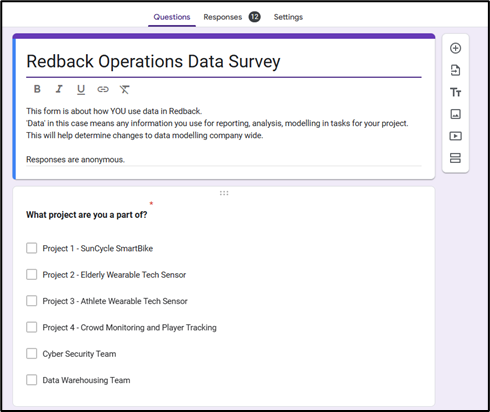 Questions Responses 12 Settings
Redback Operations Data Survey
B I U
This form is about how YOU use data in Redback.
'Data' in this case means any information you use for reporting, analysis, modelling in tasks for your project.
This will help determine changes to data modelling company wide.
Responses are anonymous.
What project are you a part of? *
Project 1 - SunCycle SmartBike
Project 2 - Elderly Wearable Tech Sensor
Project 3 - Athlete Wearable Tech Sensor
Project 4 - Crowd Monitoring and Player Tracking
Cyber Security Team
Data Warehousing Team
Tт